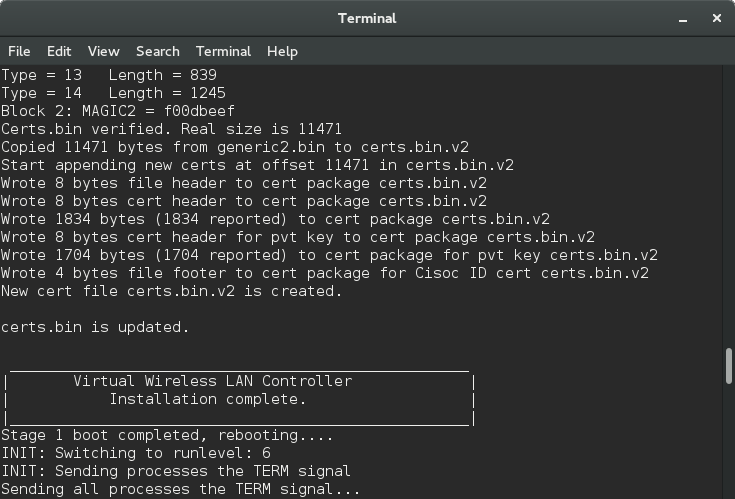 Terminal
File Edit View Search Terminal Help
Type = 13   Length = 839
Type = 14   Length = 1245
Block 2: MAGIC2 = f00dbeef
Certs.bin verified. Real size is 11471
Copied 11471 bytes from generic2.bin to certs.bin.v2
Start appending new certs at offset 11471 in certs.bin.v2
Wrote 8 bytes file header to cert package certs.bin.v2
Wrote 8 bytes cert header to cert package certs.bin.v2
Wrote 1834 bytes (1834 reported) to cert package certs.bin.v2
Wrote 8 bytes cert header for pvt key to cert package certs.bin.v2
Wrote 1704 bytes (1704 reported) to cert package for pvt key certs.bin.v2
Wrote 4 bytes file footer to cert package for Cisoc ID cert certs.bin.v2
New cert file certs.bin.v2 is created.
certs.bin is updated.
Virtual Wireless LAN Controller
Installation complete.
Stage 1 boot completed, rebooting....
INIT: Switching to runlevel: 6
INIT: Sending processes the TERM signal
Sending all processes the TERM signal...